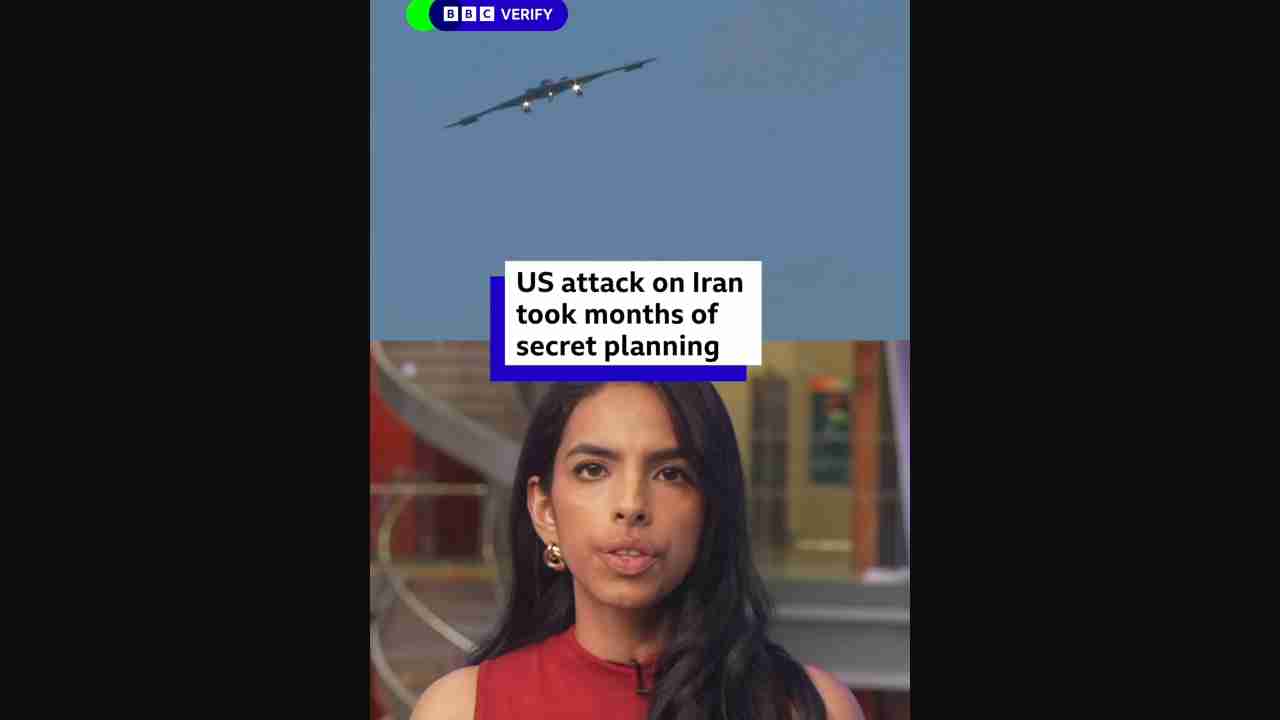 BBC VERIFY
US attack on Iran
took months of
secret planning